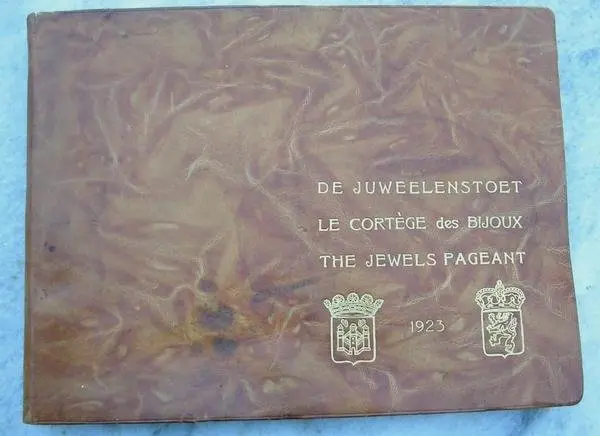 DE JUWEELENSTOET
LE CORTÈGE des BIJOUX
THE JEWELS PAGEANT
1923